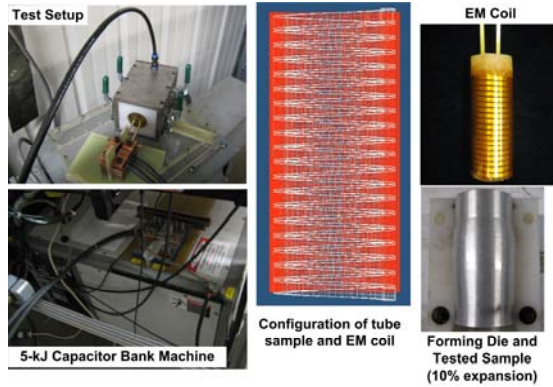 Test Setup
5-kJ Capacitor Bank Machine
Configuration of tube
sample and EM coil
EM Coil
Forming Die and
Tested Sample
(10% expansion)